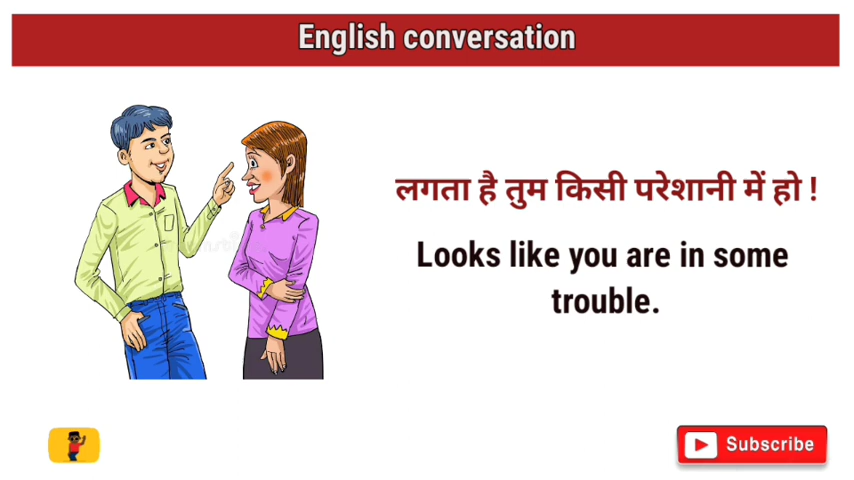 English conversation
लगता है तुम किसी परेशानी में हो !
Looks like you are in some
trouble.
Subscribe